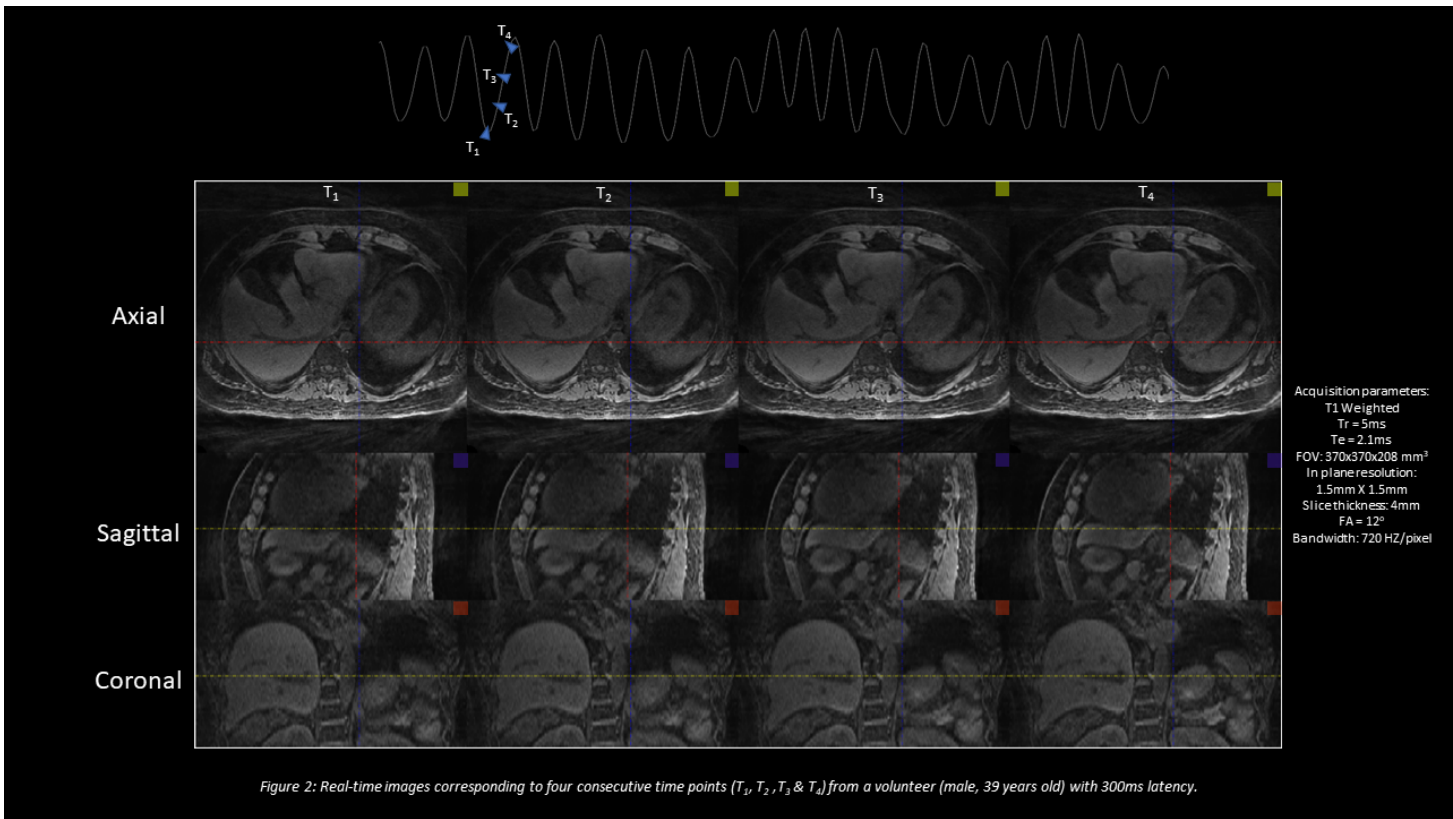 T₄
T₃
T₂
T₁
T₁ T₂ T₃ T₄
Axial
Sagittal
Coronal
Acquisition parameters:
T1 Weighted
Tr = 5ms
Te = 2.1ms
FOV: 370x370x208 mm³
In plane resolution:
1.5mm X 1.5mm
Slice thickness: 4mm
FA = 12°
Bandwidth: 720 HZ/pixel
Figure 2: Real-time images corresponding to four consecutive time points (T₁, T₂ ,T₃ & T₄) from a volunteer (male, 39 years old) with 300ms latency.